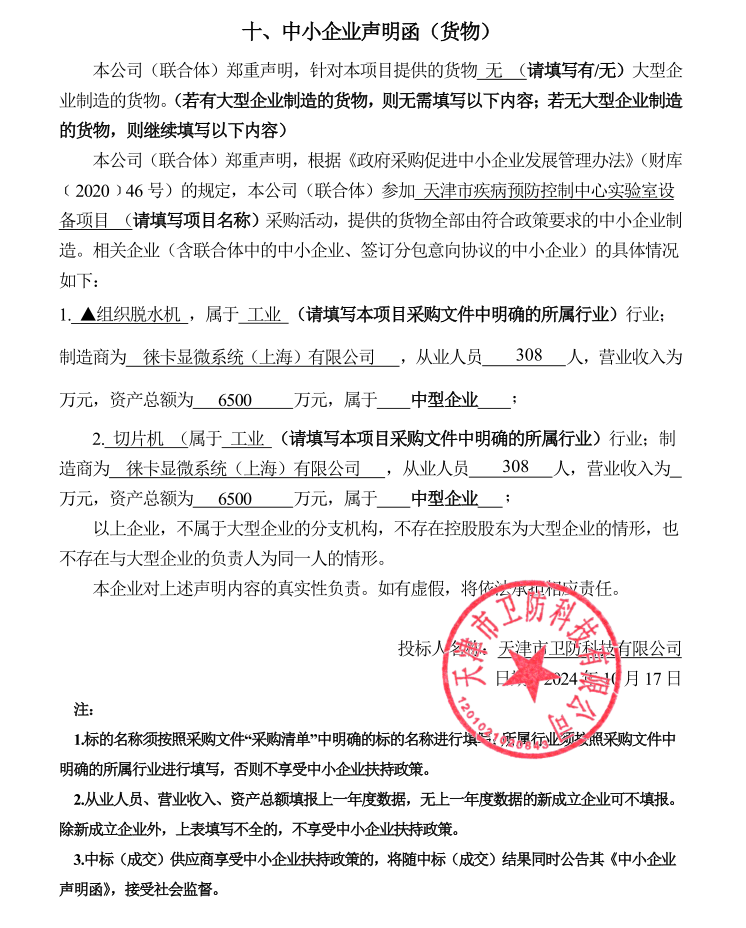 十、中小企业声明函（货物）
本公司（联合体）郑重声明，针对本项目提供的货物 无 （请填写有/无）大型企
业制造的货物。（若有大型企业制造的货物，则无需填写以下内容；若无大型企业制造
的货物，则继续填写以下内容）
本公司（联合体）郑重声明，根据《政府采购促进中小企业发展管理办法》（财库
﹝2020﹞46 号）的规定，本公司（联合体）参加 天津市疾病预防控制中心实验室设
备项目 （请填写项目名称）采购活动，提供的货物全部由符合政策要求的中小企业制
造。相关企业（含联合体中的中小企业、签订分包意向协议的中小企业）的具体情况
如下：
1. ▲组织脱水机 ，属于 工业 （请填写本项目采购文件中明确的所属行业）行业；
制造商为 徕卡显微系统（上海）有限公司 ，从业人员 308 人，营业收入为
万元，资产总额为 6500 万元，属于 中型企业 ；
2. 切片机 （属于 工业 （请填写本项目采购文件中明确的所属行业）行业；制
造商为 徕卡显微系统（上海）有限公司 ，从业人员 308 人，营业收入为
万元，资产总额为 6500 万元，属于 中型企业 ；
以上企业，不属于大型企业的分支机构，不存在控股股东为大型企业的情形，也
不存在与大型企业的负责人为同一人的情形。
本企业对上述声明内容的真实性负责。如有虚假，将依法承担相应责任。
投标人名称：天津市卫防科技有限公司
日期：2024 年 10 月 17 日
天津市卫防科技有限公司
注：
1.标的名称须按照采购文件“采购清单”中明确的标的名称进行填写；所属行业须按照采购文件中
明确的所属行业进行填写，否则不享受中小企业扶持政策。
2.从业人员、营业收入、资产总额填报上一年度数据，无上一年度数据的新成立企业可不填报。
除新成立企业外，上表填写不全的，不享受中小企业扶持政策。
3.中标（成交）供应商享受中小企业扶持政策的，将随中标（成交）结果同时公告其《中小企业
声明函》，接受社会监督。